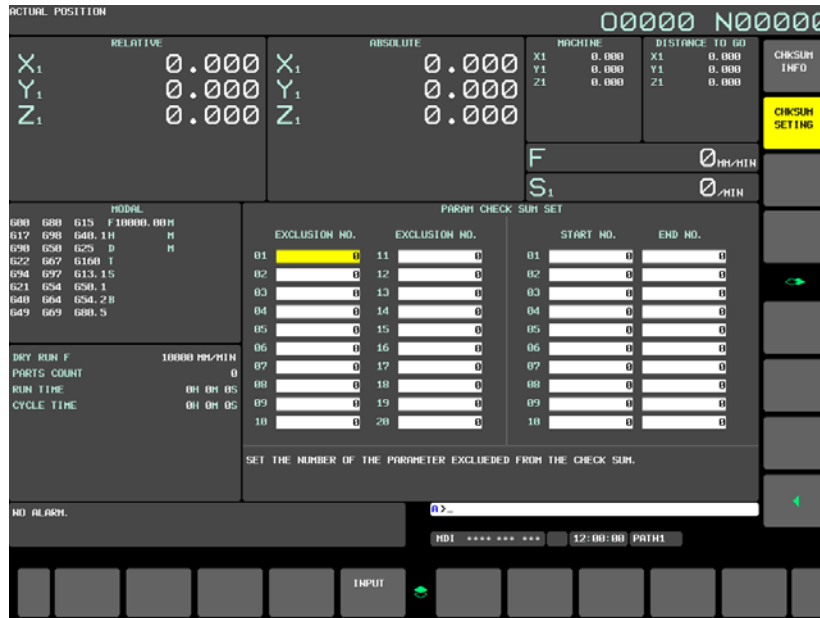 ACTUAL POSITION
O0000 N00000
RELATIVE
X1 0.000
Y1 0.000
Z1 0.000
ABSOLUTE
X1 0.000
Y1 0.000
Z1 0.000
MACHINE
X1 0.000
Y1 0.000
Z1 0.000
DISTANCE TO GO
X1 0.000
Y1 0.000
Z1 0.000
F 0 MM/MIN
S1 0 /MIN
CHKSUM
INFO
CHKSUM
SETING
MODAL
G00 G80 G15 F10000.00M
G17 G98 G40.1H M
G90 G50 G25 D M
G22 G67 G160 T
G94 G97 G13.1S
G21 G54 G50.1
G40 G64 G54.2B
G49 G69 G80.5
DRY RUN F 10000 MM/MIN
PARTS COUNT 0
RUN TIME 0H 0M 0S
CYCLE TIME 0H 0M 0S
PARAM CHECK SUM SET
EXCLUSION NO. EXCLUSION NO. START NO. END NO.
01 0 11 0 01 0 0
02 0 12 0 02 0 0
03 0 13 0 03 0 0
04 0 14 0 04 0 0
05 0 15 0 05 0 0
06 0 16 0 06 0 0
07 0 17 0 07 0 0
08 0 18 0 08 0 0
09 0 19 0 09 0 0
10 0 20 0 10 0 0
SET THE NUMBER OF THE PARAMETER EXCLUEDED FROM THE CHECK SUM.
NO ALARM.
A>_
MDI **** *** *** 12:00:00 PATH1
INPUT